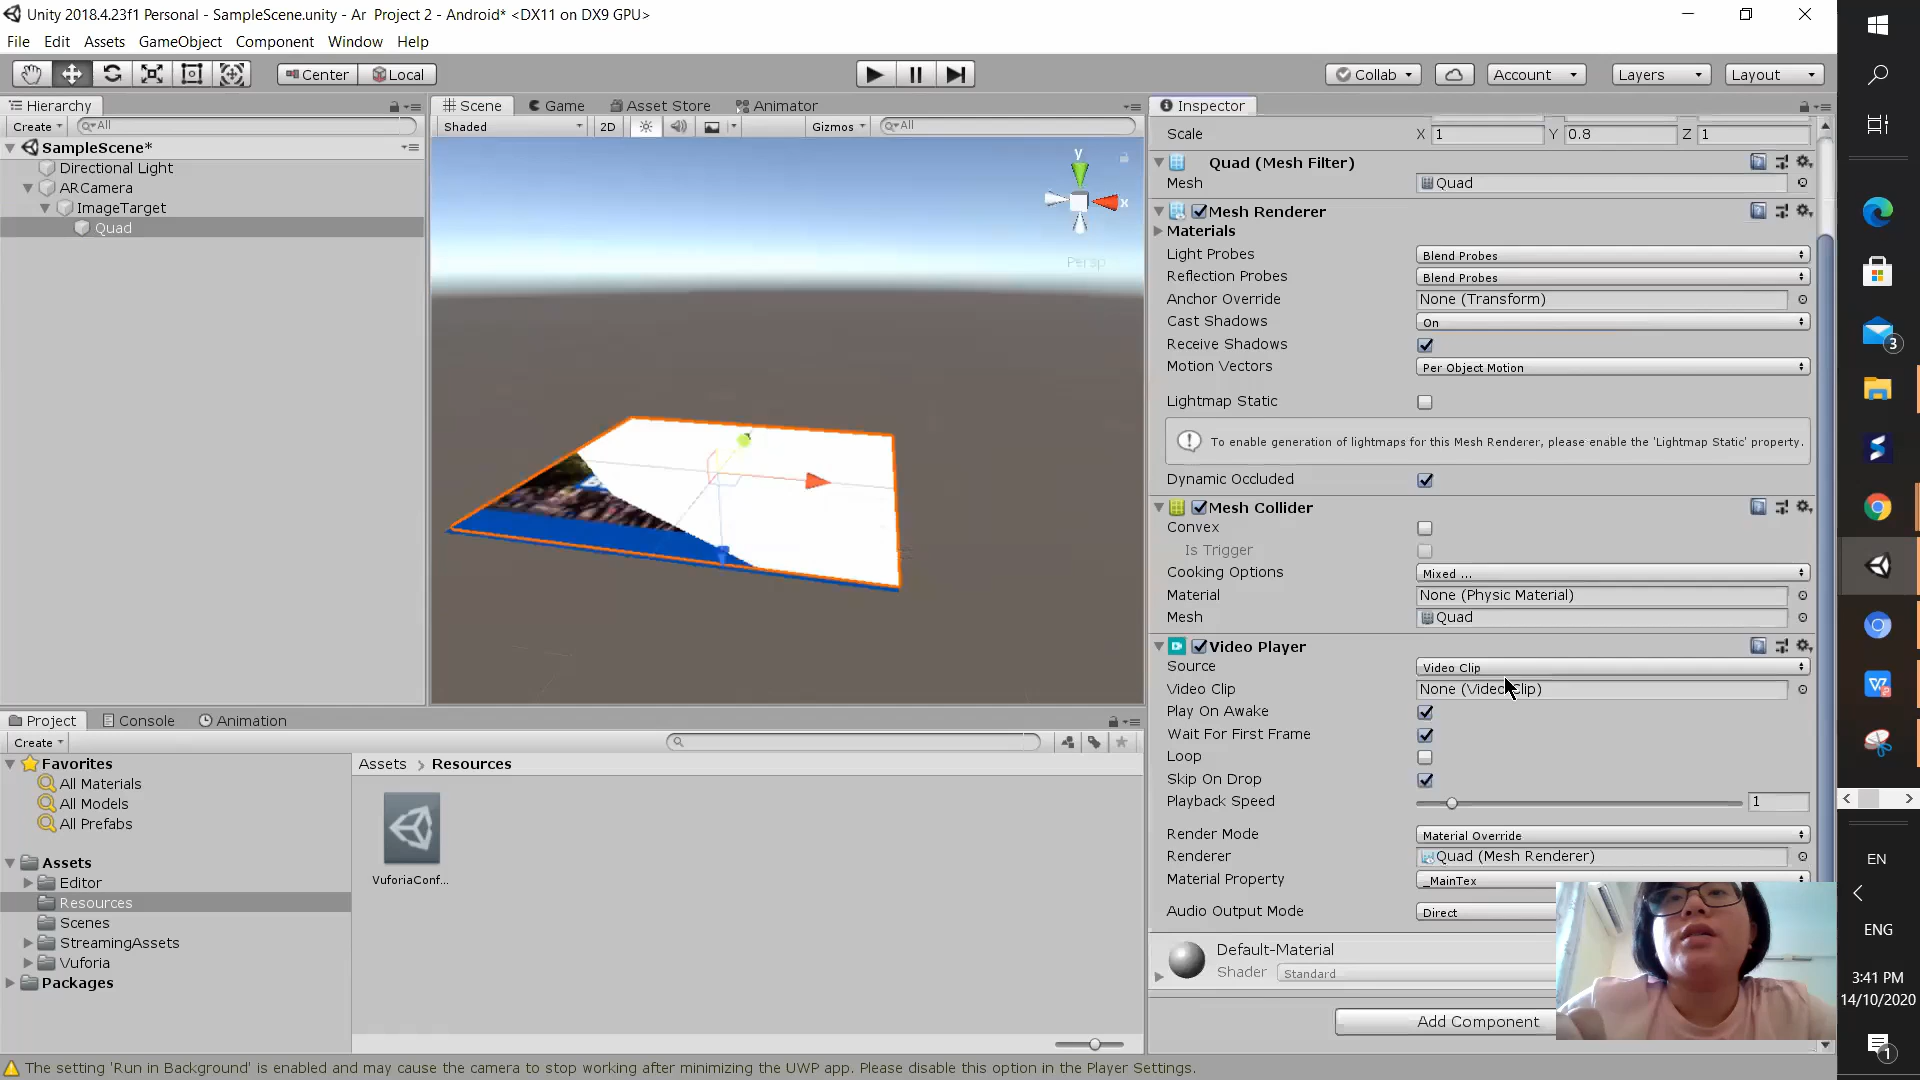 Unity 2018.4.23f1 Personal - SampleScene.unity - Ar  Project 2 - Android* <DX11 on DX9 GPU>
File Edit Assets GameObject Component Window Help
Center Local Collab Account Layers Layout
Hierarchy
Create All
SampleScene*
Directional Light
ARCamera
ImageTarget
Quad
Scene Game Asset Store Animator
Shaded 2D Gizmos All
y
x
Persp
Inspector
Scale X 1 Y 0.8 Z 1
Quad (Mesh Filter)
Mesh Quad
Mesh Renderer
Materials
Light Probes Blend Probes
Reflection Probes Blend Probes
Anchor Override None (Transform)
Cast Shadows On
Receive Shadows
Motion Vectors Per Object Motion
Lightmap Static
To enable generation of lightmaps for this Mesh Renderer, please enable the 'Lightmap Static' property.
Dynamic Occluded
Mesh Collider
Convex
Is Trigger
Cooking Options Mixed ...
Material None (Physic Material)
Mesh Quad
Video Player
Source Video Clip
Video Clip None (Video Clip)
Play On Awake
Wait For First Frame
Loop
Skip On Drop
Playback Speed 1
Render Mode Material Override
Renderer Quad (Mesh Renderer)
Material Property _MainTex
Audio Output Mode Direct
Default-Material
Shader Standard
Add Component
Project Console Animation
Create
Favorites
All Materials
All Models
All Prefabs
Assets
Editor
Resources
Scenes
StreamingAssets
Vuforia
Packages
Assets > Resources
VuforiaConf...
The setting 'Run in Background' is enabled and may cause the camera to stop working after minimizing the UWP app. Please disable this option in the Player Settings.
3
EN
ENG
3:41 PM
14/10/2020
1